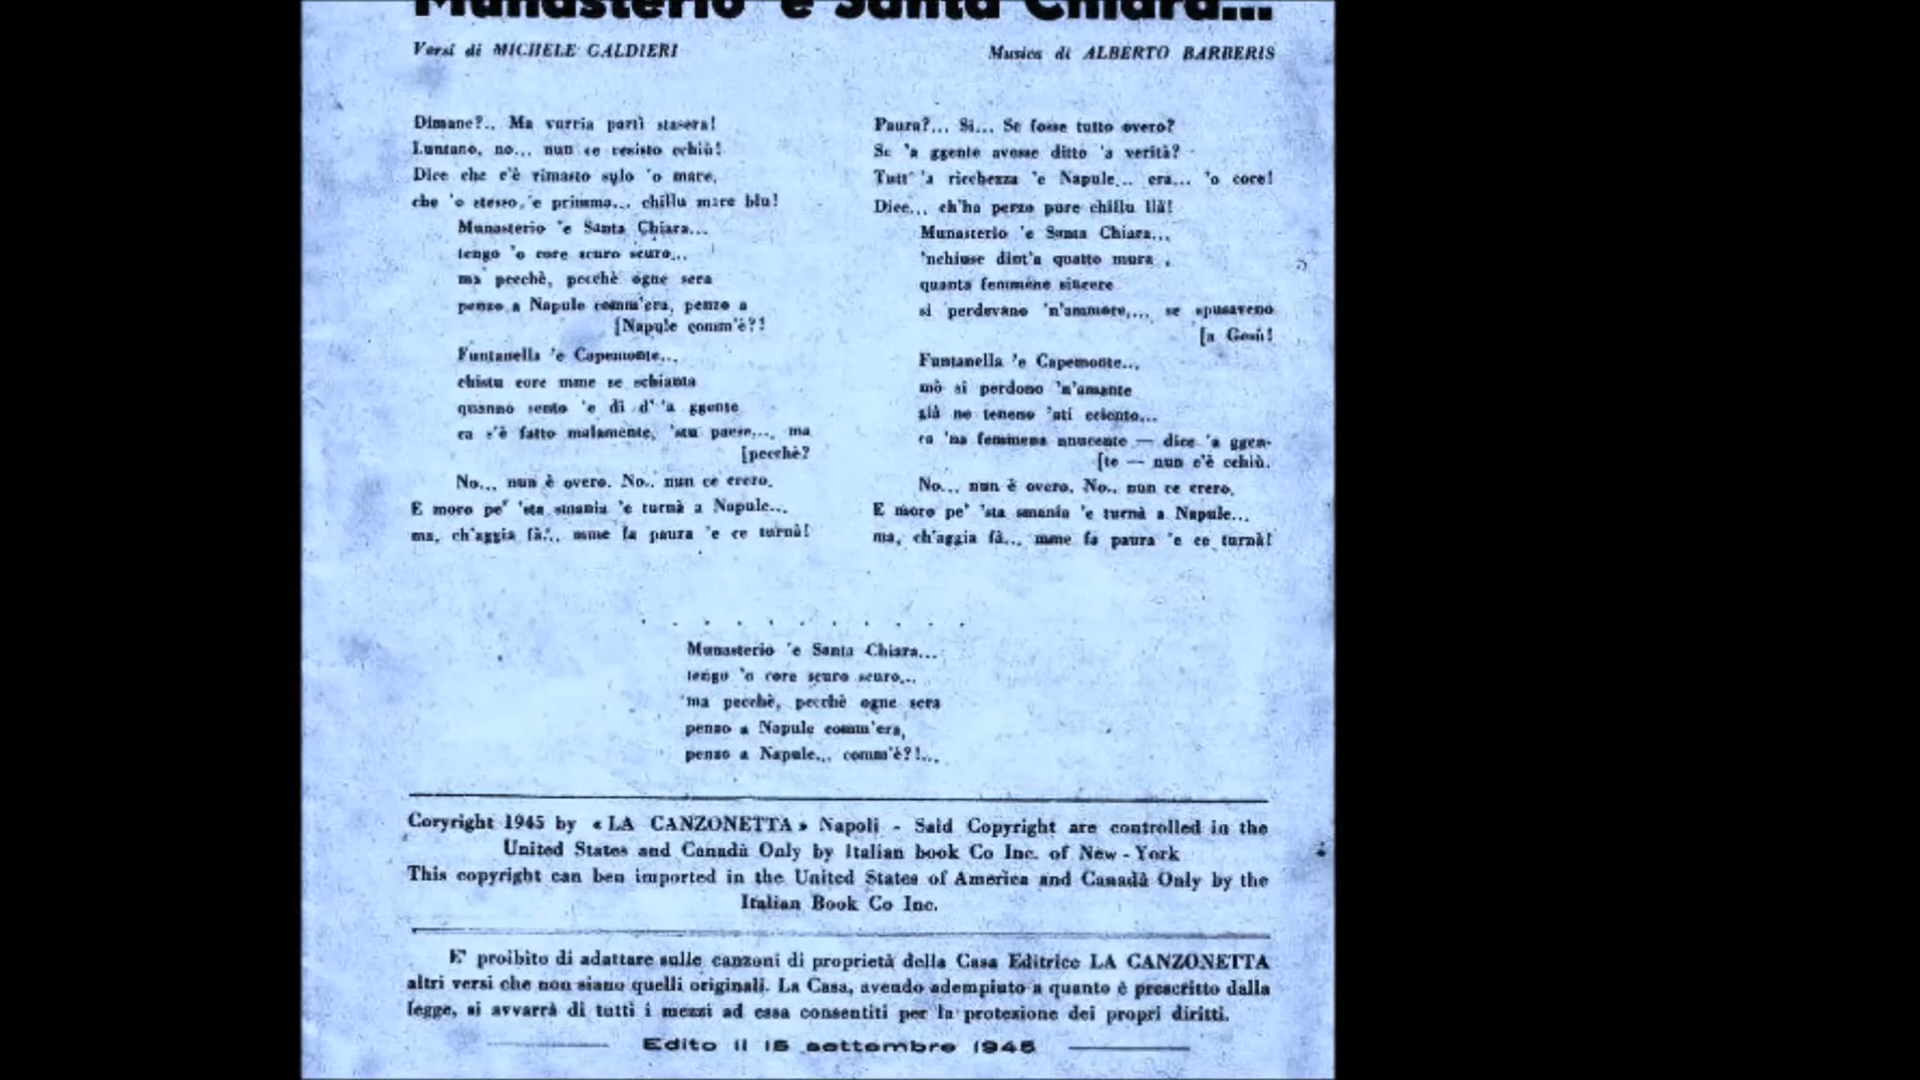 Munasterio 'e Santa Chiara...
Versi di MICHELE GALDIERI
Musica di ALBERTO BARBERIS
Dimane?.. Ma vurria partì stasera!
Luntano, no... nun ce resisto cchiù!
Dice che c'è rimasto sulo 'o mare,
che 'o stesso 'e primma... chillu mare blu!
Munasterio 'e Santa Chiara...
tengo 'o core scuro scuro...
ma pecchè, pecchè ogne sera
penzo a Napule comm'era, penzo a
[Napule comm'è?!
Funtanella 'e Capemonte...
chistu core mme se schianta
quanno sento 'e dì d' 'a ggente
ca s'è fatto malamente, 'stu paese... ma
[pecchè?
No... nun è overo. No.. nun ce crero.
E moro pe' 'sta smania 'e turnà a Napule...
ma, ch'aggia fà... mme fa paura 'e ce turnà!
Paura?... Si... Se fosse tutto overo?
Se 'a ggente avesse ditto 'a verità?
Tutt' 'a ricchezza 'e Napule... era... 'o core!
Dice... ch'ha perzo pure chillu llà!
Munasterio 'e Santa Chiara...
'nchiuse dint'a quatto mura
quanta femmene sincere
si perdevano 'n'ammore,... se spusaveno
[a Gesù!
Funtanella 'e Capemonte...
mò si perdono 'n'amante
già ne teneno 'ati ciento...
ca 'na femmena nnucente — dice 'a ggen-
[te — nun c'è cchiù.
No... nun è overo. No.. nun ce crero.
E moro pe' 'sta smania 'e turnà a Napule...
ma, ch'aggia fà... mme fa paura 'e ce turnà!
. . . . . . . . . .
Munasterio 'e Santa Chiara...
tengo 'o core scuro scuro...
ma pecchè, pecchè ogne sera
penzo a Napule comm'era,
penzo a Napule... comm'è?!...
Coryright 1945 by «LA CANZONETTA» Napoli - Said Copyright are controlled in the
United States and Canadà Only by Italian book Co Inc. of New-York
This copyright can ben imported in the United States of America and Canadà Only by the
Italian Book Co Inc.
E' proibito di adattare sulle canzoni di proprietà della Casa Editrice LA CANZONETTA
altri versi che non siano quelli originali. La Casa, avendo adempiuto a quanto è prescritto dalla
legge, si avvarrà di tutti i mezzi ad essa consentiti per la protezione dei propri diritti.
Edito il 15 settembre 1945